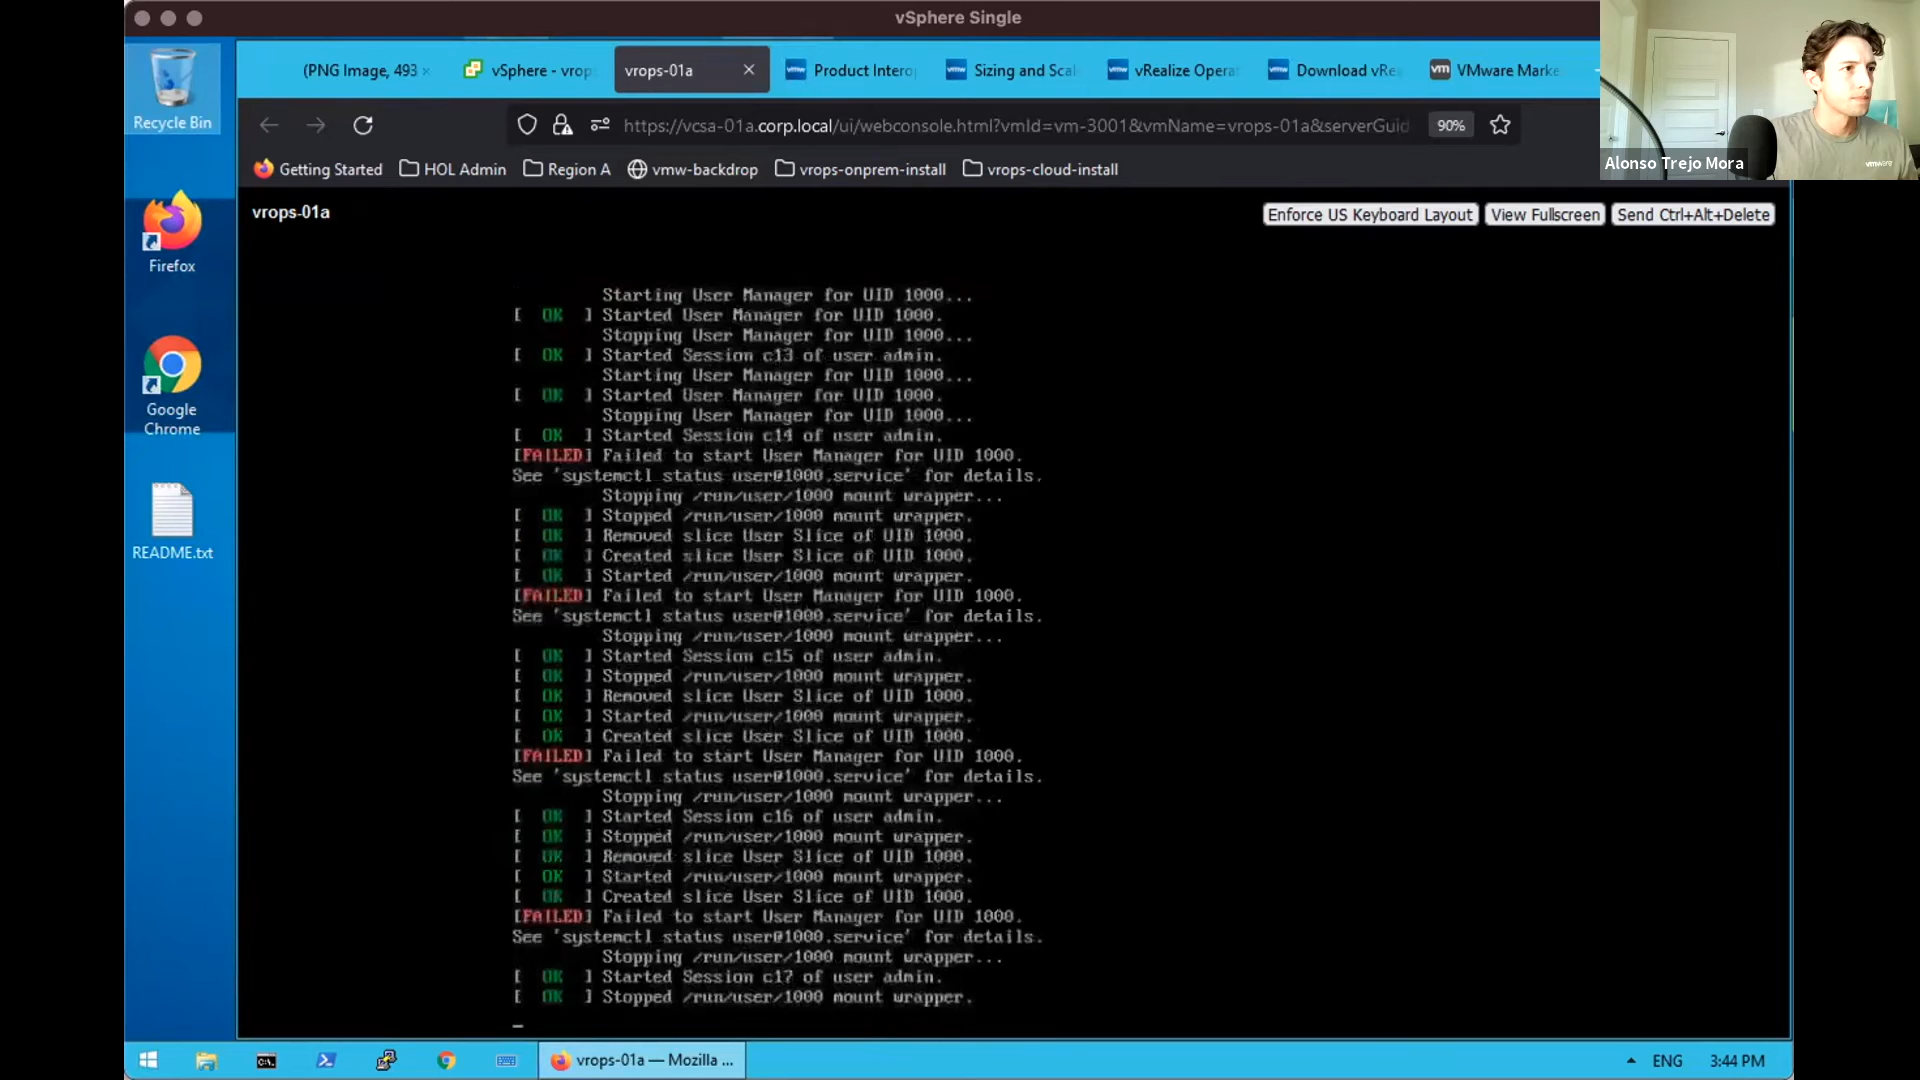 vSphere Single
Recycle Bin
Firefox
Google
Chrome
README.txt
(PNG Image, 493
vSphere - vrop
vrops-01a
Product Intero
Sizing and Sca
vRealize Opera
Download vRe
VMware Marke
https://vcsa-01a.corp.local/ui/webconsole.html?vmId=vm-3001&vmName=vrops-01a&serverGuid
90%
Getting Started
HOL Admin
Region A
vmw-backdrop
vrops-onprem-install
vrops-cloud-install
Alonso Trejo Mora
vmware
vrops-01a
Enforce US Keyboard Layout
View Fullscreen
Send Ctrl+Alt+Delete
Starting User Manager for UID 1000...
[ OK ] Started User Manager for UID 1000.
Stopping User Manager for UID 1000...
[ OK ] Started Session c13 of user admin.
Starting User Manager for UID 1000...
[ OK ] Started User Manager for UID 1000.
Stopping User Manager for UID 1000...
[ OK ] Started Session c14 of user admin.
[FAILED] Failed to start User Manager for UID 1000.
See 'systemctl status user@1000.service' for details.
Stopping /run/user/1000 mount wrapper...
[ OK ] Stopped /run/user/1000 mount wrapper.
[ OK ] Removed slice User Slice of UID 1000.
[ OK ] Created slice User Slice of UID 1000.
[ OK ] Started /run/user/1000 mount wrapper.
[FAILED] Failed to start User Manager for UID 1000.
See 'systemctl status user@1000.service' for details.
Stopping /run/user/1000 mount wrapper...
[ OK ] Started Session c15 of user admin.
[ OK ] Stopped /run/user/1000 mount wrapper.
[ OK ] Removed slice User Slice of UID 1000.
[ OK ] Started /run/user/1000 mount wrapper.
[ OK ] Created slice User Slice of UID 1000.
[FAILED] Failed to start User Manager for UID 1000.
See 'systemctl status user@1000.service' for details.
Stopping /run/user/1000 mount wrapper...
[ OK ] Started Session c16 of user admin.
[ OK ] Stopped /run/user/1000 mount wrapper.
[ OK ] Removed slice User Slice of UID 1000.
[ OK ] Started /run/user/1000 mount wrapper.
[ OK ] Created slice User Slice of UID 1000.
[FAILED] Failed to start User Manager for UID 1000.
See 'systemctl status user@1000.service' for details.
Stopping /run/user/1000 mount wrapper...
[ OK ] Started Session c17 of user admin.
[ OK ] Stopped /run/user/1000 mount wrapper.
vrops-01a — Mozilla ...
ENG
3:44 PM